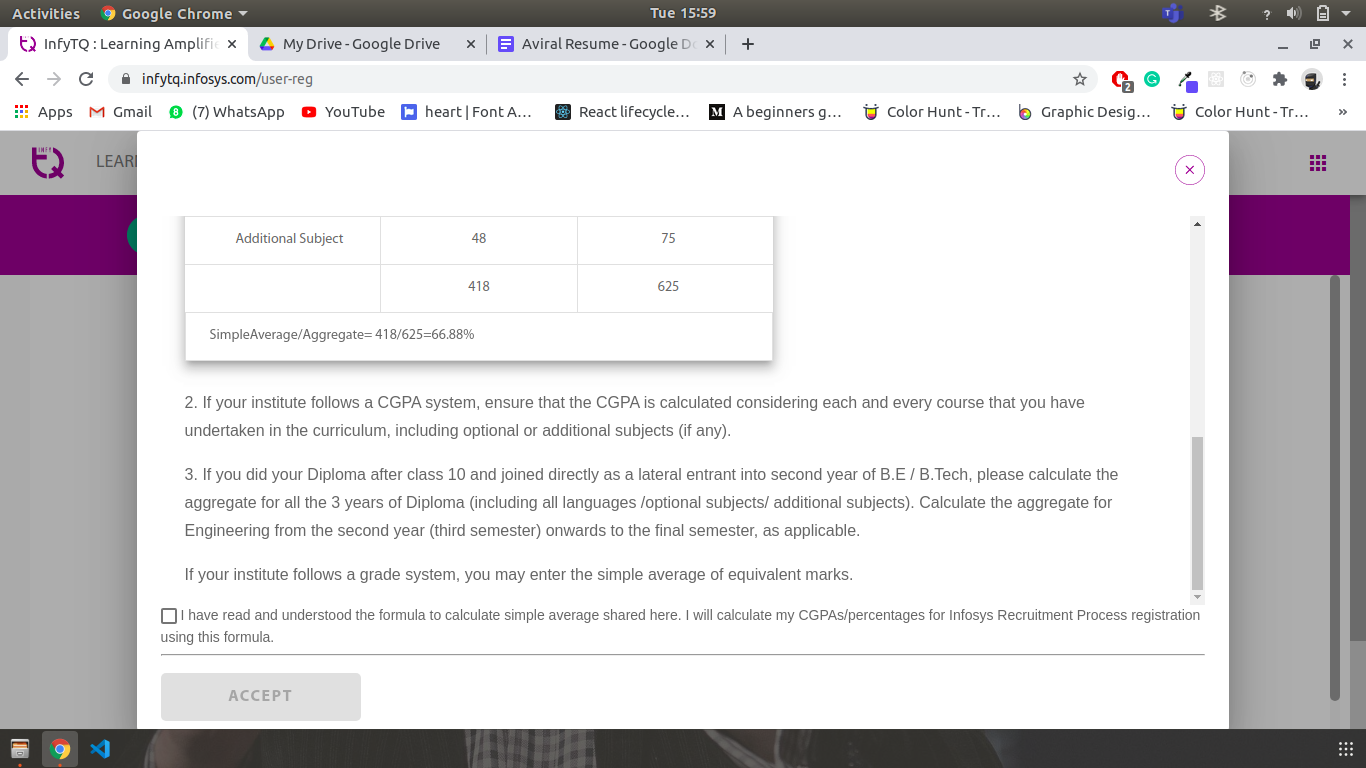 Activities Google Chrome Tue 15:59 ?
InfyTQ : Learning Amplifie My Drive - Google Drive Aviral Resume - Google Do
infytq.infosys.com/user-reg 2
Apps Gmail (7) WhatsApp YouTube heart | Font A… React lifecycle… M A beginners g… Color Hunt - Tr… Graphic Desig… Color Hunt - Tr… »
INFY TQ LEARN
Additional Subject 48 75
418 625
SimpleAverage/Aggregate= 418/625=66.88%
2. If your institute follows a CGPA system, ensure that the CGPA is calculated considering each and every course that you have
undertaken in the curriculum, including optional or additional subjects (if any).
3. If you did your Diploma after class 10 and joined directly as a lateral entrant into second year of B.E / B.Tech, please calculate the
aggregate for all the 3 years of Diploma (including all languages /optional subjects/ additional subjects). Calculate the aggregate for
Engineering from the second year (third semester) onwards to the final semester, as applicable.
If your institute follows a grade system, you may enter the simple average of equivalent marks.
I have read and understood the formula to calculate simple average shared here. I will calculate my CGPAs/percentages for Infosys Recruitment Process registration
using this formula.
ACCEPT